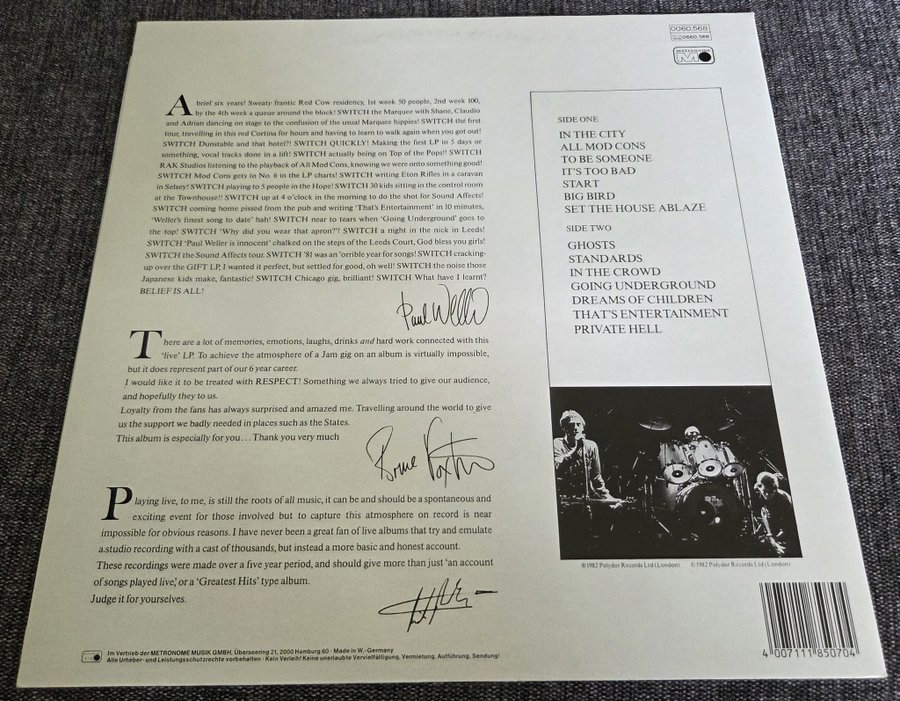 0060.568
0060.568
metronome
A brief six years! Sweaty frantic Red Cow residency, 1st week 50 people, 2nd week 100,
by the 4th week a queue around the block! SWITCH the Marquee with Shane, Claudio
and Adrian dancing on stage to the confusion of the usual Marquee hippies! SWITCH the first
tour, travelling in this red Cortina for hours and having to learn to walk again when you got out!
SWITCH Dunstable and that hotel?! SWITCH QUICKLY! Making the first LP in 5 days or
something, vocal tracks done in a lift! SWITCH actually being on Top of the Pops!! SWITCH
RAK Studios listening to the playback of All Mod Cons, knowing we were onto something good!
SWITCH Mod Cons gets to No. 6 in the LP charts! SWITCH writing Eton Rifles in a caravan
in Selsey! SWITCH playing to 5 people in the Hope! SWITCH 30 kids sitting in the control room
at the Townhouse!! SWITCH up at 4 o'clock in the morning to do the shot for Sound Affects!
SWITCH coming home pissed from the pub and writing 'That's Entertainment' in 10 minutes,
'Weller's finest song to date' hah! SWITCH near to tears when 'Going Underground' goes to
the top! SWITCH 'Why did you wear that apron?'! SWITCH a night in the nick in Leeds!
SWITCH 'Paul Weller is innocent' chalked on the steps of the Leeds Court, God bless you girls!
SWITCH the Sound Affects tour SWITCH '81 was an 'orrible year for songs! SWITCH cracking-
up over the GIFT LP, I wanted it perfect, but settled for good, oh well! SWITCH the noise those
Japanese kids make, fantastic! SWITCH Chicago gig, brilliant! SWITCH What have I learnt?
BELIEF IS ALL!
Paul Weller
There are a lot of memories, emotions, laughs, drinks and hard work connected with this
'live' LP. To achieve the atmosphere of a Jam gig on an album is virtually impossible,
but it does represent part of our 6 year career.
I would like it to be treated with RESPECT! Something we always tried to give our audience,
and hopefully they to us.
Loyalty from the fans has always surprised and amazed me. Travelling around the world to give
us the support we badly needed in places such as the States.
This album is especially for you... Thank you very much
Bruce Foxton
Playing live, to me, is still the roots of all music, it can and should be a spontaneous and
exciting event for those involved but to capture this atmosphere on record is near
impossible for obvious reasons. I have never been a great fan of live albums that try and emulate
a studio recording with a cast of thousands, but instead a more basic and honest account.
These recordings were made over a five year period, and should give more than just 'an account
of songs played live', or a 'Greatest Hits' type album.
Judge it for yourselves.
SIDE ONE
IN THE CITY
ALL MOD CONS
TO BE SOMEONE
IT'S TOO BAD
START
BIG BIRD
SET THE HOUSE ABLAZE
SIDE TWO
GHOSTS
STANDARDS
IN THE CROWD
GOING UNDERGROUND
DREAMS OF CHILDREN
THAT'S ENTERTAINMENT
PRIVATE HELL
℗ 1982 Polydor Records Ltd (London) © 1982 Polydor Records Ltd (London)
Im Vertrieb der METRONOME MUSIK GMBH, Überseering 21, 2000 Hamburg 60 · Made in W.-Germany
Alle Urheber- und Leistungsschutzrechte vorbehalten · Kein Verleih! Keine unerlaubte Vervielfältigung, Vermietung, Aufführung, Sendung!
4 007111 850704